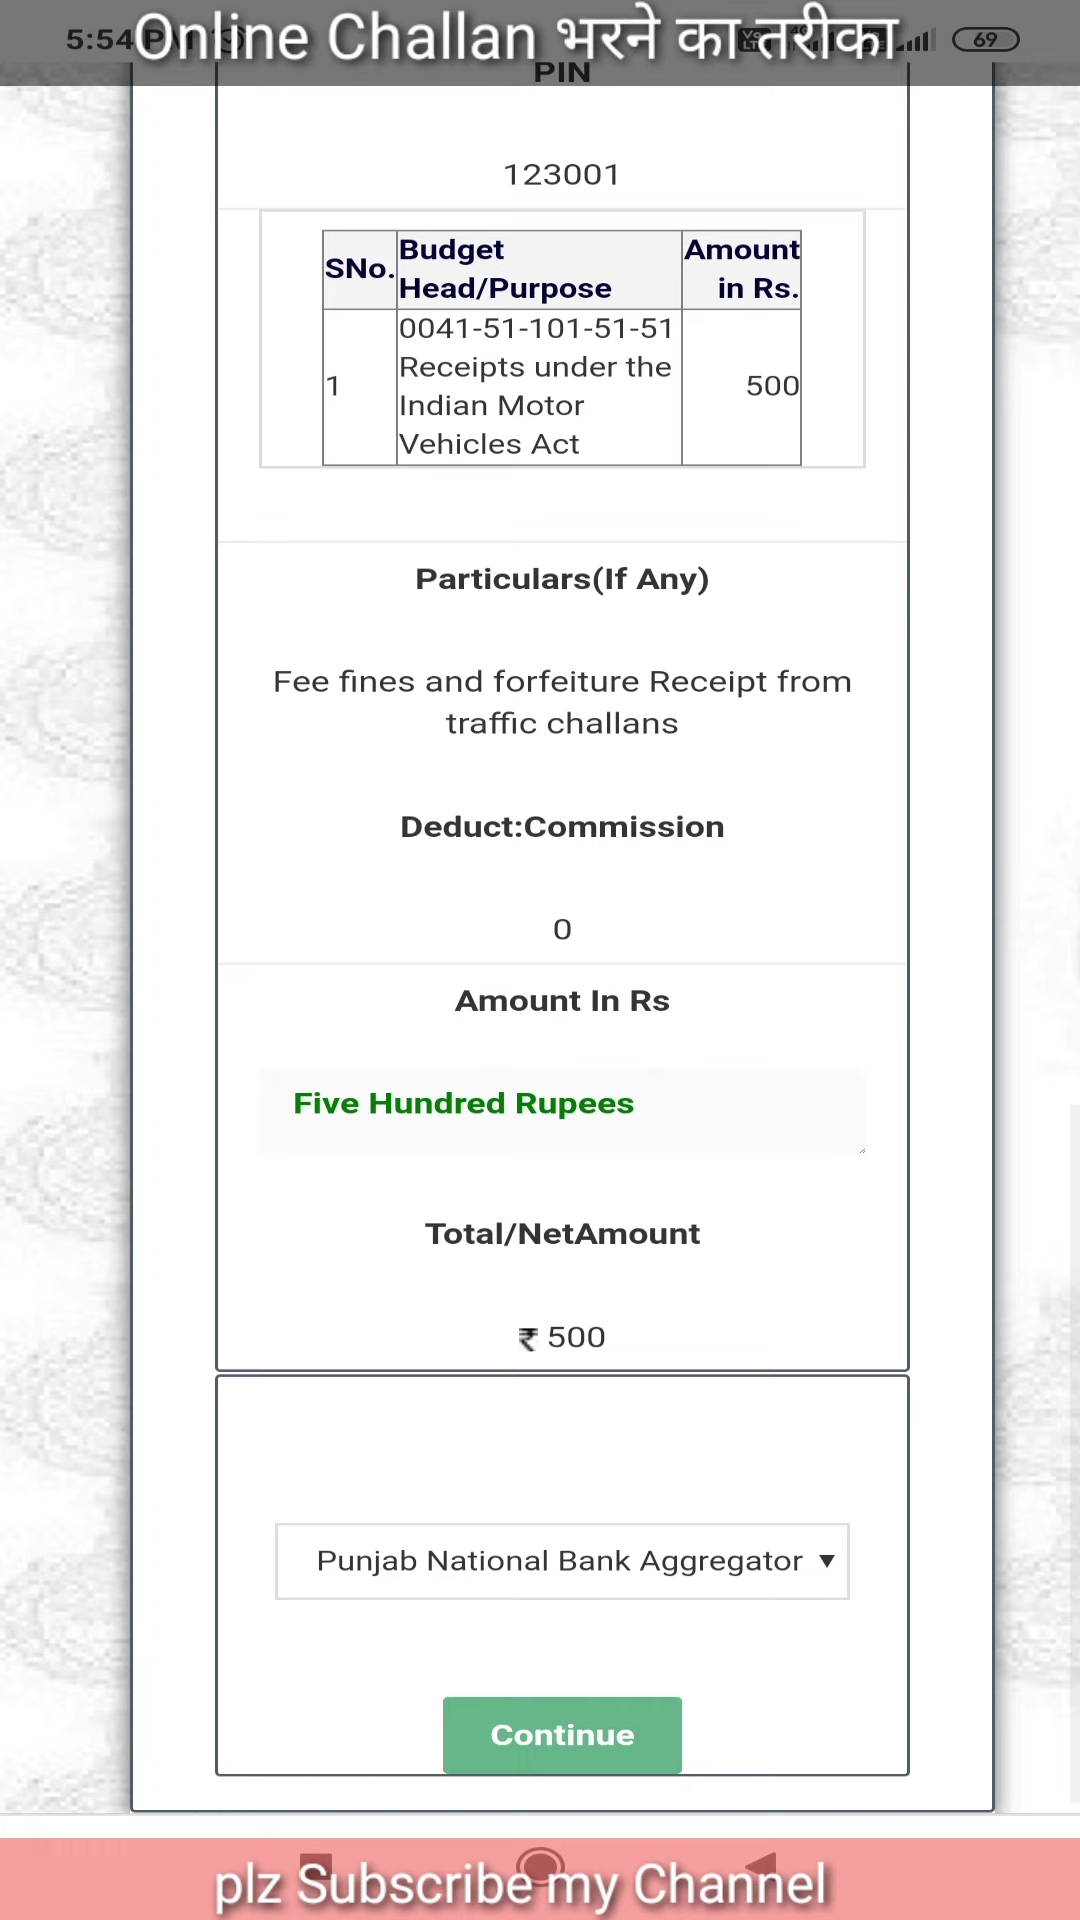 Online Challan भरने का तरीका
5:54
69
PIN
123001
SNo.
Budget
Head/Purpose
Amount
in Rs.
1
0041-51-101-51-51
Receipts under the
Indian Motor
Vehicles Act
500
Particulars(If Any)
Fee fines and forfeiture Receipt from
traffic challans
Deduct:Commission
0
Amount In Rs
Five Hundred Rupees
Total/NetAmount
₹ 500
Punjab National Bank Aggregator ▼
Continue
plz Subscribe my Channel